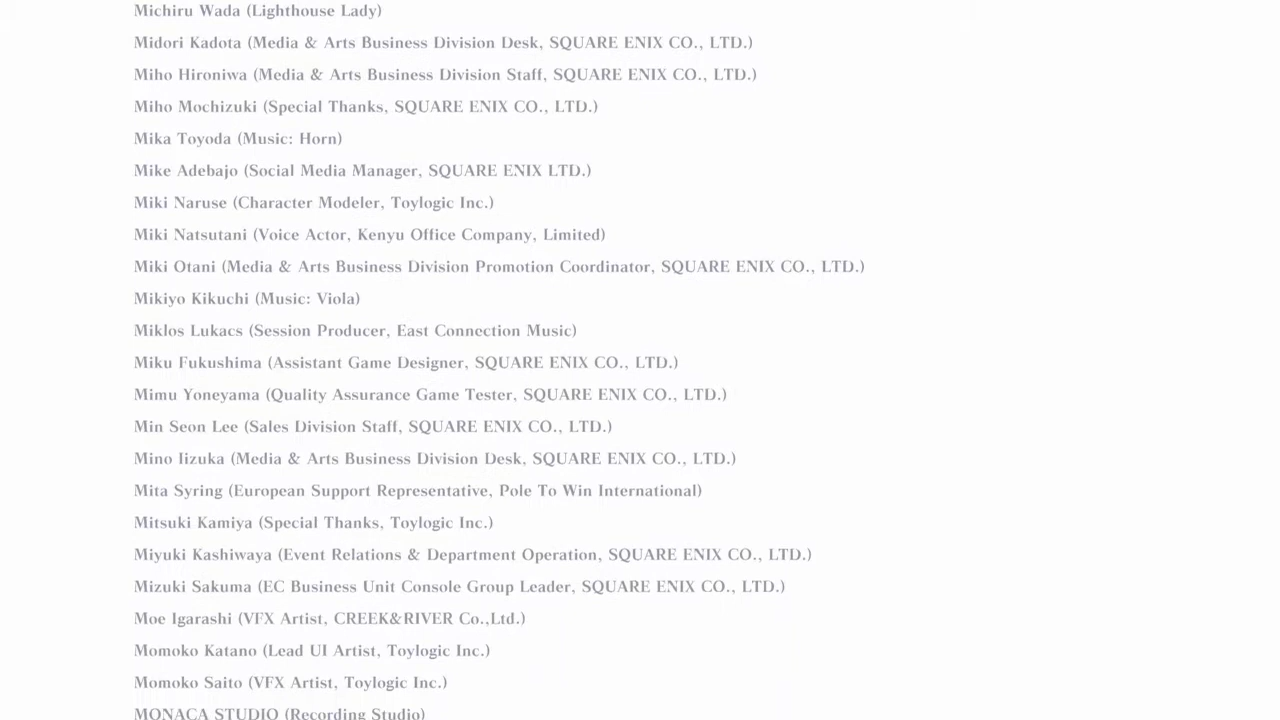 Michiru Wada (Lighthouse Lady)
Midori Kadota (Media & Arts Business Division Desk, SQUARE ENIX CO., LTD.)
Miho Hironiwa (Media & Arts Business Division Staff, SQUARE ENIX CO., LTD.)
Miho Mochizuki (Special Thanks, SQUARE ENIX CO., LTD.)
Mika Toyoda (Music: Horn)
Mike Adebajo (Social Media Manager, SQUARE ENIX LTD.)
Miki Naruse (Character Modeler, Toylogic Inc.)
Miki Natsutani (Voice Actor, Kenyu Office Company, Limited)
Miki Otani (Media & Arts Business Division Promotion Coordinator, SQUARE ENIX CO., LTD.)
Mikiyo Kikuchi (Music: Viola)
Miklos Lukacs (Session Producer, East Connection Music)
Miku Fukushima (Assistant Game Designer, SQUARE ENIX CO., LTD.)
Mimu Yoneyama (Quality Assurance Game Tester, SQUARE ENIX CO., LTD.)
Min Seon Lee (Sales Division Staff, SQUARE ENIX CO., LTD.)
Mino Iizuka (Media & Arts Business Division Desk, SQUARE ENIX CO., LTD.)
Mita Syring (European Support Representative, Pole To Win International)
Mitsuki Kamiya (Special Thanks, Toylogic Inc.)
Miyuki Kashiwaya (Event Relations & Department Operation, SQUARE ENIX CO., LTD.)
Mizuki Sakuma (EC Business Unit Console Group Leader, SQUARE ENIX CO., LTD.)
Moe Igarashi (VFX Artist, CREEK&RIVER Co.,Ltd.)
Momoko Katano (Lead UI Artist, Toylogic Inc.)
Momoko Saito (VFX Artist, Toylogic Inc.)
MONACA STUDIO (Recording Studio)